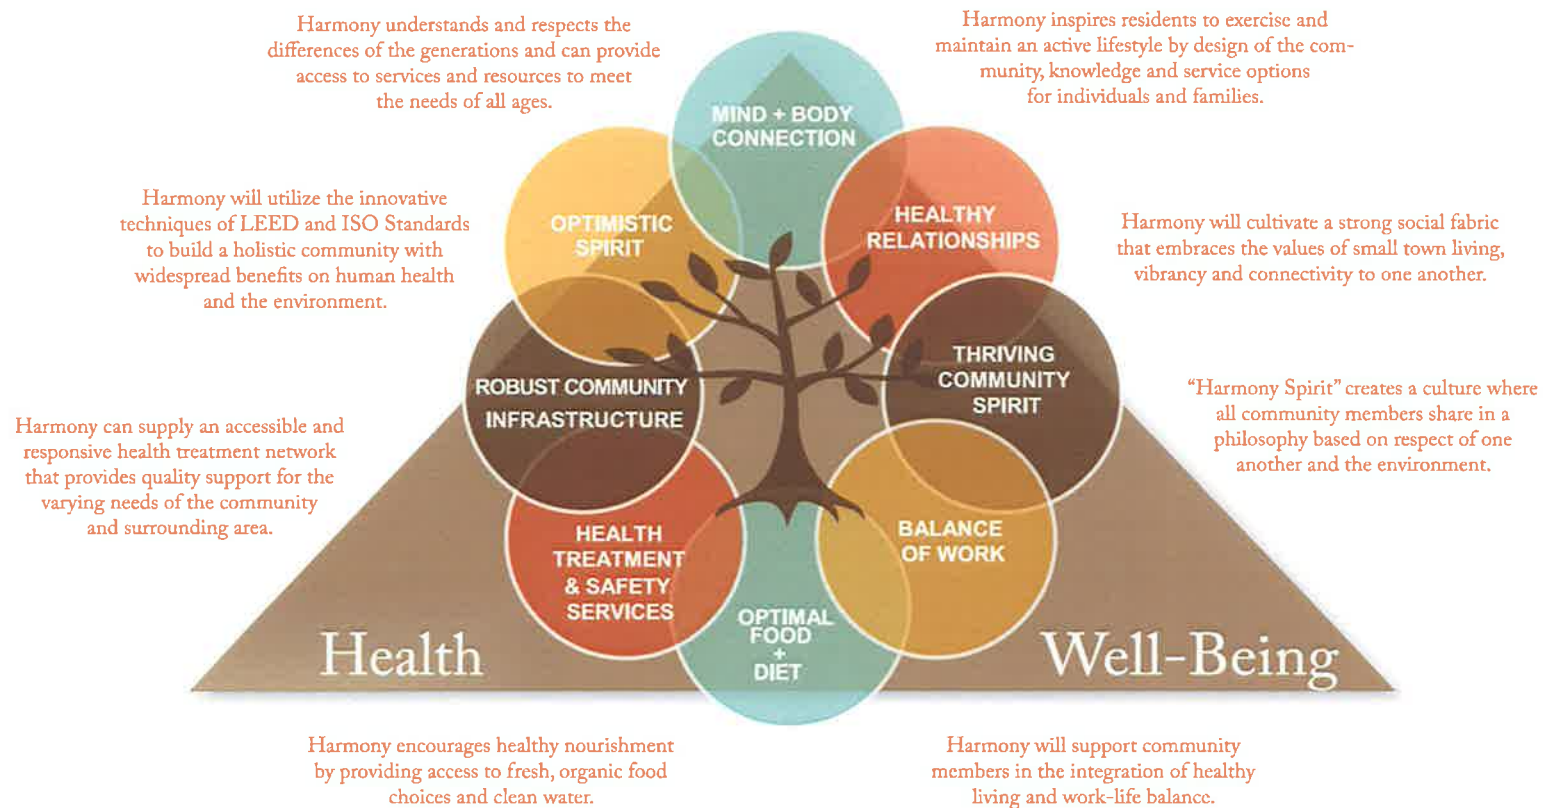 Harmony understands and respects the
differences of the generations and can provide
access to services and resources to meet
the needs of all ages.
Harmony inspires residents to exercise and
maintain an active lifestyle by design of the com-
munity, knowledge and service options
for individuals and families.
MIND + BODY
CONNECTION
OPTIMISTIC
SPIRIT
HEALTHY
RELATIONSHIPS
Harmony will utilize the innovative
techniques of LEED and ISO Standards
to build a holistic community with
widespread benefits on human health
and the environment.
Harmony will cultivate a strong social fabric
that embraces the values of small town living,
vibrancy and connectivity to one another.
ROBUST COMMUNITY
INFRASTRUCTURE
THRIVING
COMMUNITY
SPIRIT
"Harmony Spirit" creates a culture where
all community members share in a
philosophy based on respect of one
another and the environment.
Harmony can supply an accessible and
responsive health treatment network
that provides quality support for the
varying needs of the community
and surrounding area.
HEALTH
TREATMENT
& SAFETY
SERVICES
BALANCE
OF WORK
OPTIMAL
FOOD
+
DIET
Health
Well-Being
Harmony encourages healthy nourishment
by providing access to fresh, organic food
choices and clean water.
Harmony will support community
members in the integration of healthy
living and work-life balance.